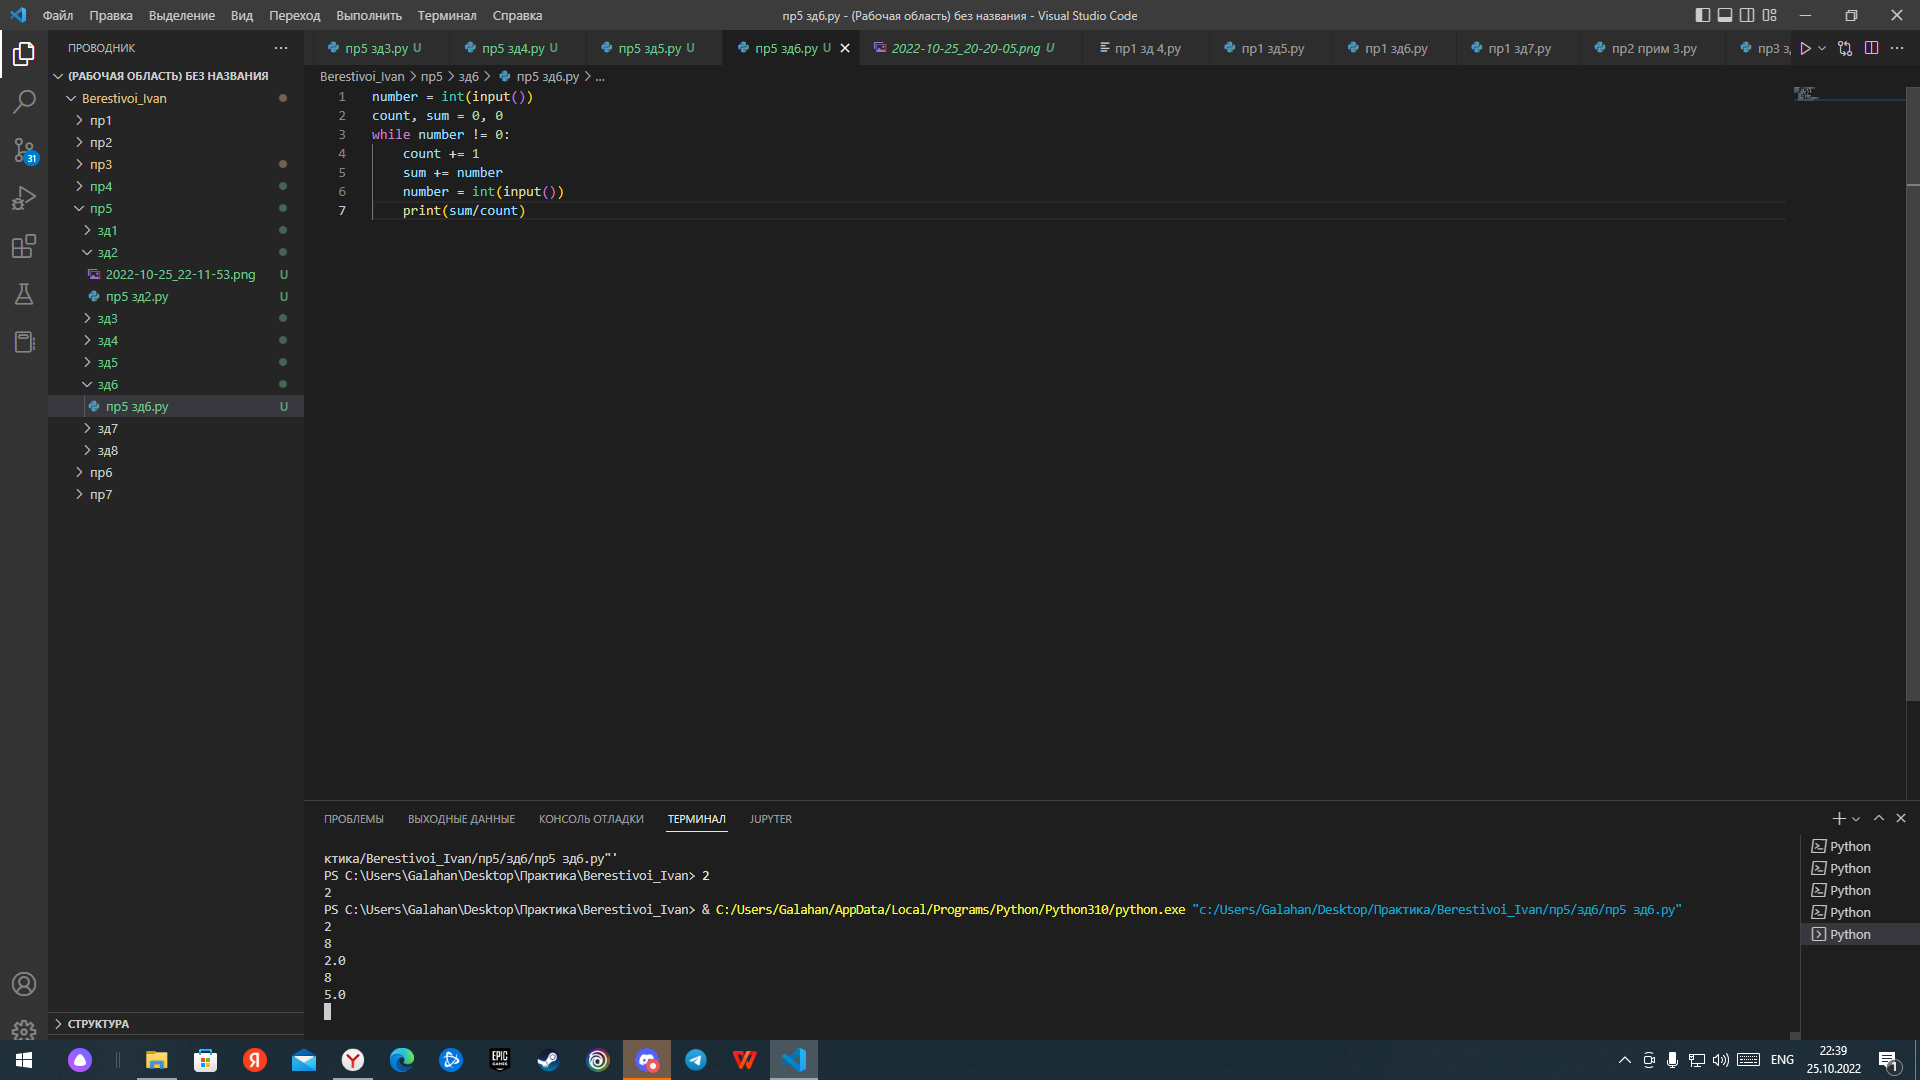 Файл Правка Выделение Вид Переход Выполнить Терминал Справка
пр5 зд6.py - (Рабочая область) без названия - Visual Studio Code
ПРОВОДНИК
пр5 зд3.py U
пр5 зд4.py U
пр5 зд5.py U
пр5 зд6.py U
2022-10-25_20-20-05.png U
пр1 зд 4,py
пр1 зд5.py
пр1 зд6.py
пр1 зд7.py
пр2 прим 3.py
пр3 з
Berestivoi_Ivan > пр5 > зд6 > пр5 зд6.py > ...
(РАБОЧАЯ ОБЛАСТЬ) БЕЗ НАЗВАНИЯ
Berestivoi_Ivan
пр1
пр2
пр3
пр4
пр5
зд1
зд2
2022-10-25_22-11-53.png U
пр5 зд2.py U
зд3
зд4
зд5
зд6
пр5 зд6.py U
зд7
зд8
пр6
пр7
СТРУКТУРА
31
1 number = int(input())
2 count, sum = 0, 0
3 while number != 0:
4 count += 1
5 sum += number
6 number = int(input())
7 print(sum/count)
ПРОБЛЕМЫ ВЫХОДНЫЕ ДАННЫЕ КОНСОЛЬ ОТЛАДКИ ТЕРМИНАЛ JUPYTER
ктика/Berestivoi_Ivan/пр5/зд6/пр5 зд6.py"'
PS C:\Users\Galahan\Desktop\Практика\Berestivoi_Ivan> 2
2
PS C:\Users\Galahan\Desktop\Практика\Berestivoi_Ivan> & C:/Users/Galahan/AppData/Local/Programs/Python/Python310/python.exe "c:/Users/Galahan/Desktop/Практика/Berestivoi_Ivan/пр5/зд6/пр5 зд6.py"
2
8
2.0
8
5.0
Python
Python
Python
Python
Python
EPIC GAMES
ENG
22:39
25.10.2022
1